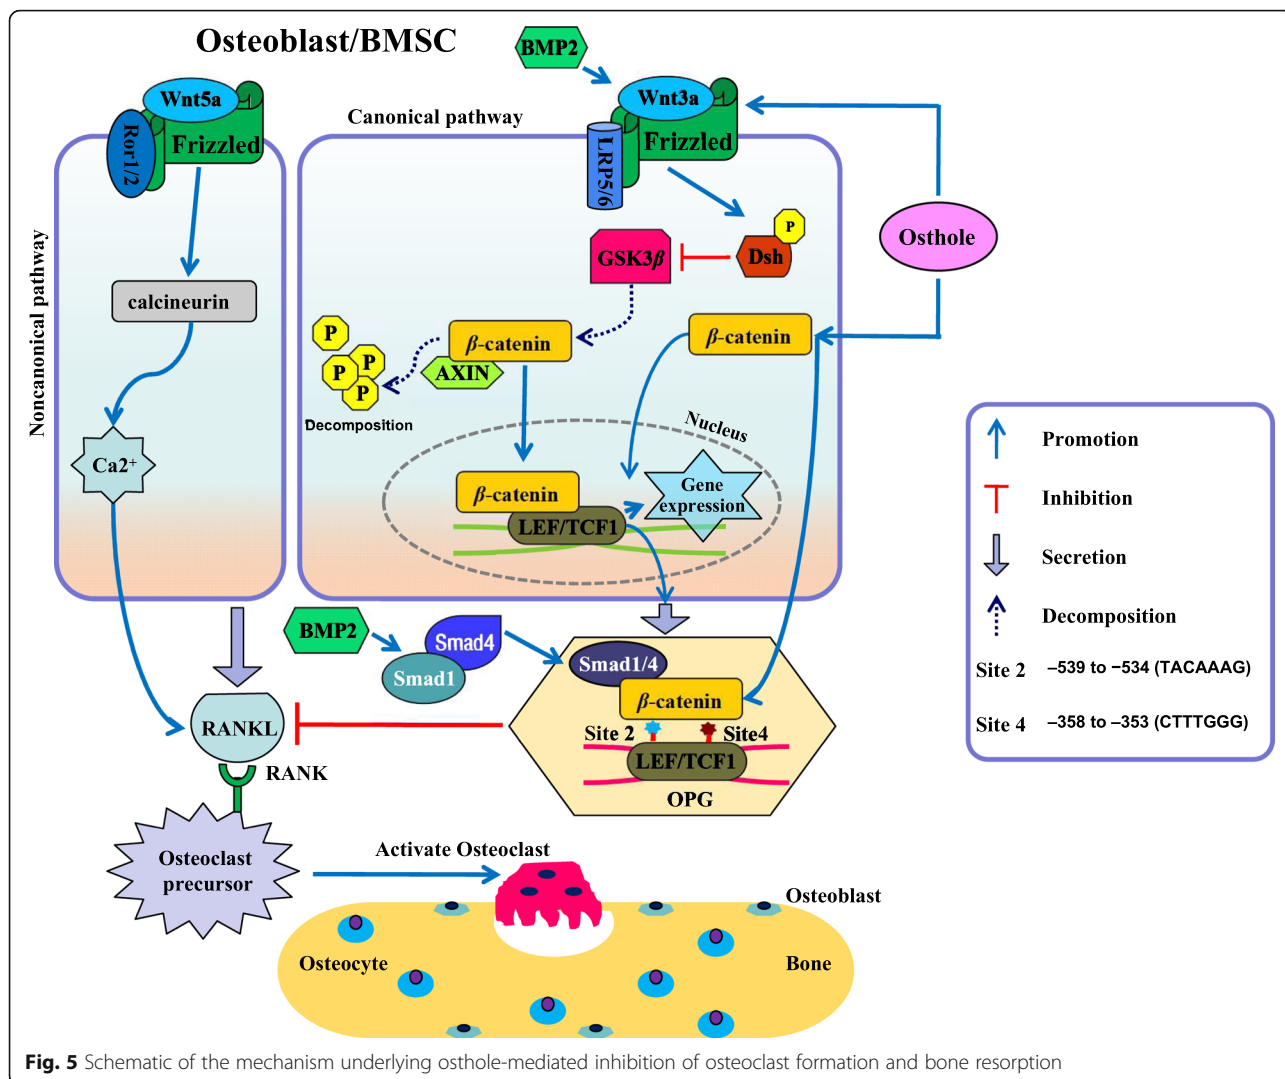 Osteoblast/BMSC
BMP2
Wnt5a
Ror1/2
Frizzled
Canonical pathway
Wnt3a
LRP5/6
Frizzled
Osthole
P
Dsh
GSK3β
Noncanonical pathway
calcineurin
β-catenin
β-catenin
AXIN
P
P
P
P
Decomposition
Nucleus
Ca2+
β-catenin
LEF/TCF1
Gene
expression
Promotion
Inhibition
Secretion
Decomposition
Site 2 –539 to –534 (TACAAAG)
Site 4 –358 to –353 (CTTTGGG)
BMP2
Smad4
Smad1
Smad1/4
β-catenin
Site 2
Site4
LEF/TCF1
OPG
RANKL
RANK
Osteoclast
precursor
Activate Osteoclast
Osteoblast
Osteocyte
Bone
Fig. 5 Schematic of the mechanism underlying osthole-mediated inhibition of osteoclast formation and bone resorption